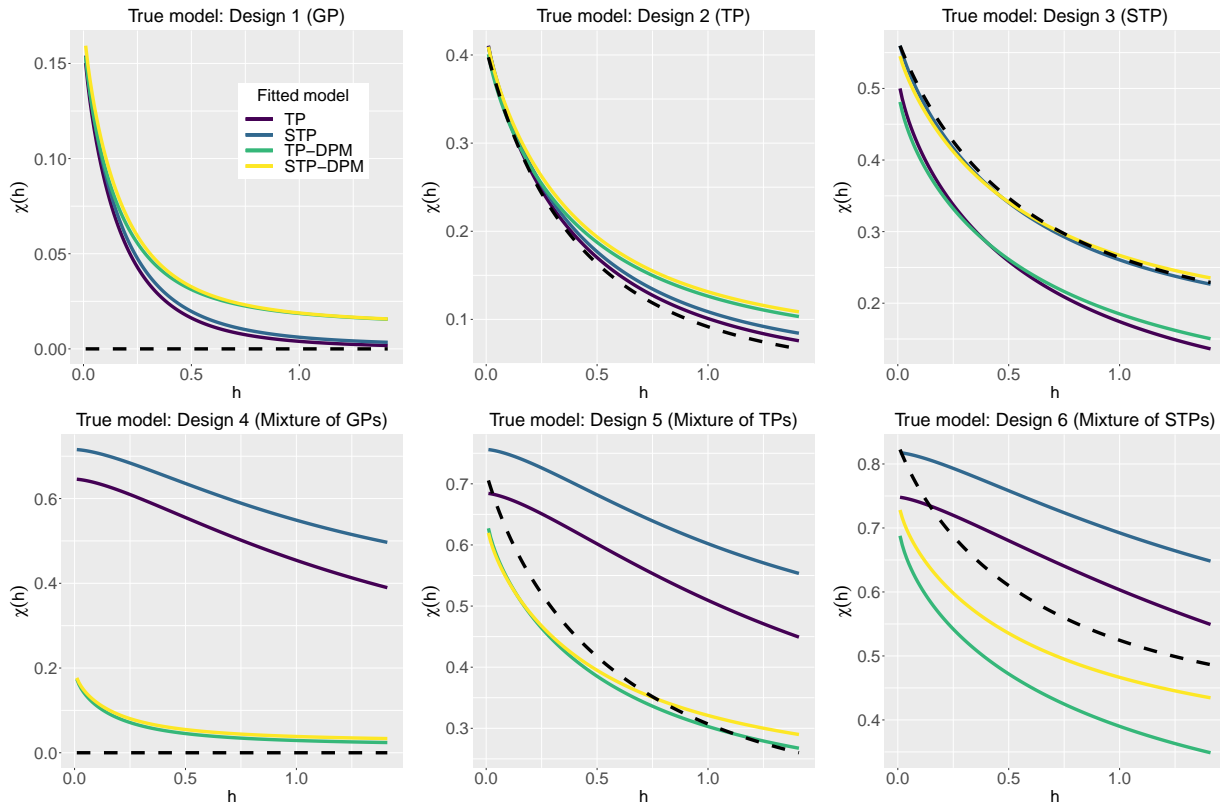 True model: Design 1 (GP)
χ(h)
0.15
0.10
0.05
0.00
Fitted model
TP
STP
TP−DPM
STP−DPM
0.0 0.5 1.0
h
True model: Design 2 (TP)
χ(h)
0.4
0.3
0.2
0.1
0.0 0.5 1.0
h
True model: Design 3 (STP)
χ(h)
0.5
0.4
0.3
0.2
0.0 0.5 1.0
h
True model: Design 4 (Mixture of GPs)
χ(h)
0.6
0.4
0.2
0.0
0.0 0.5 1.0
h
True model: Design 5 (Mixture of TPs)
χ(h)
0.7
0.6
0.5
0.4
0.3
0.0 0.5 1.0
h
True model: Design 6 (Mixture of STPs)
χ(h)
0.8
0.7
0.6
0.5
0.4
0.0 0.5 1.0
h